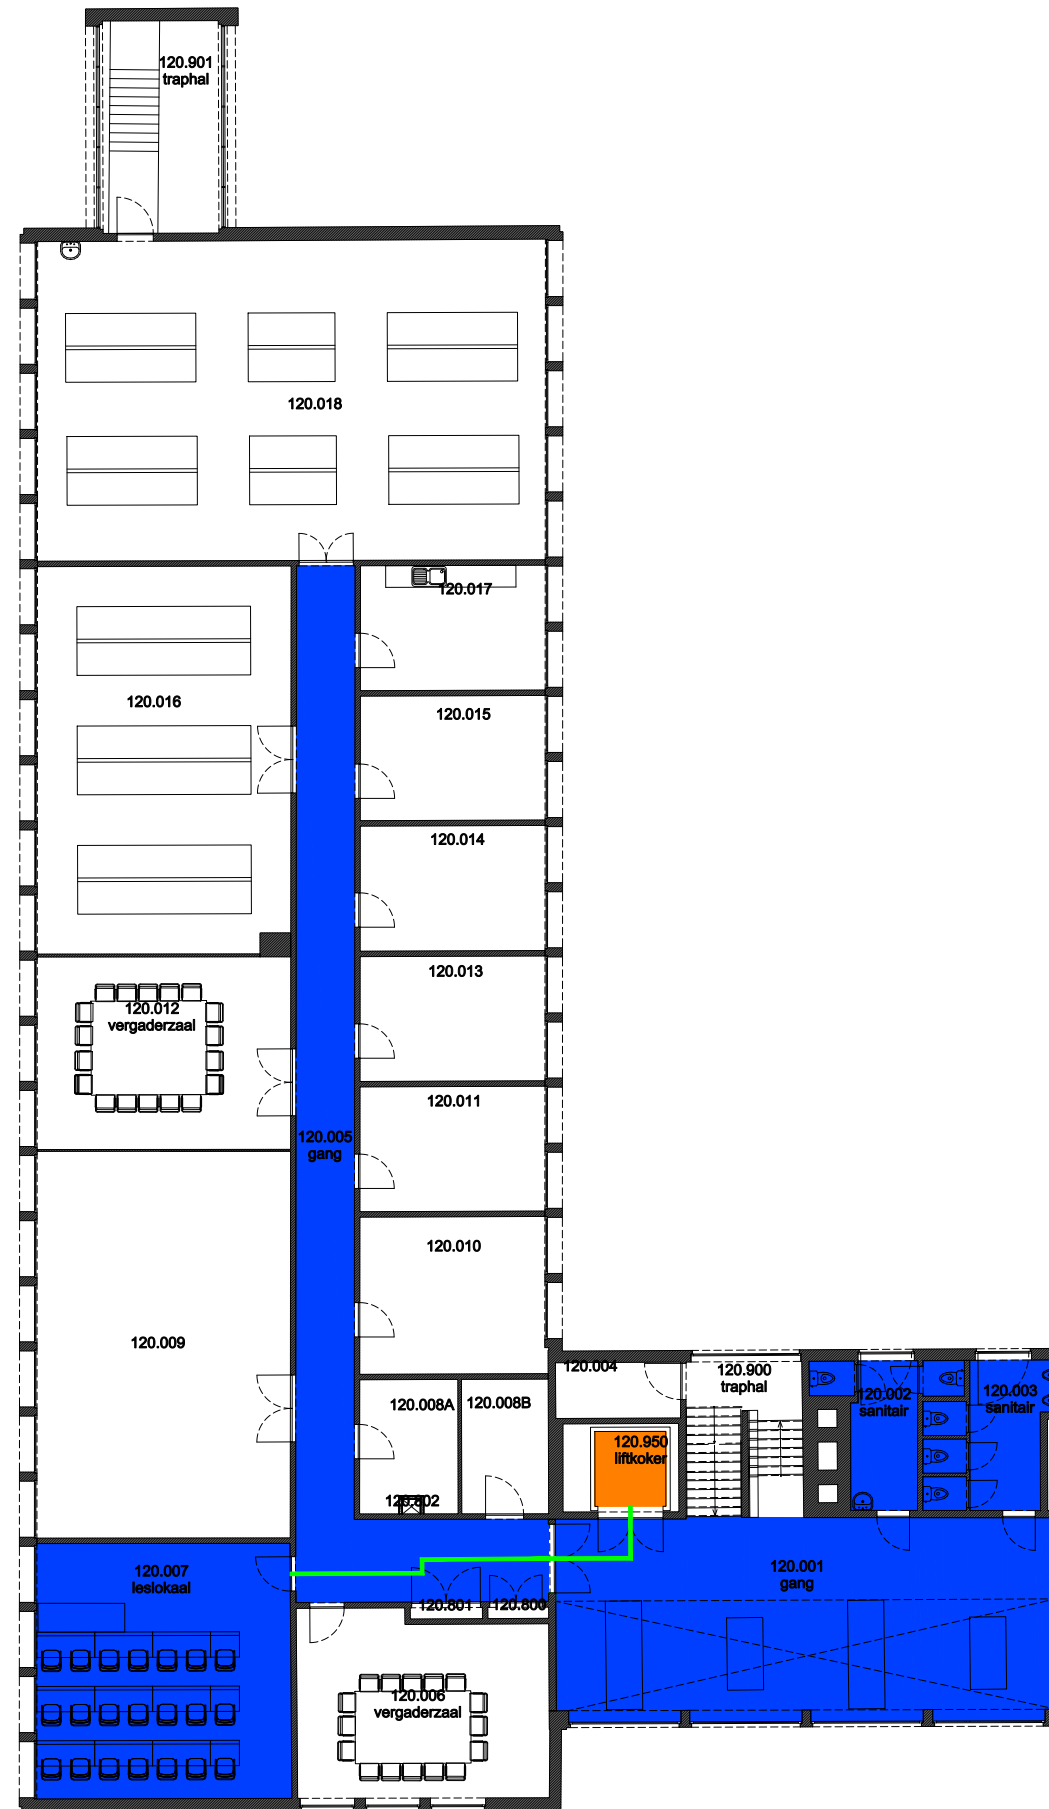 120.901
traphal
120.018
120.017
120.016
120.015
120.014
120.013
120.012
vergaderzaal
120.011
120.005
gang
120.010
120.009
120.004
120.900
traphal
120.002
sanitair
120.003
sanitair
120.008A
120.008B
120.950
liftkoker
120.802
120.007
leslokaal
120.001
gang
120.801
120.800
120.006
vergaderzaal